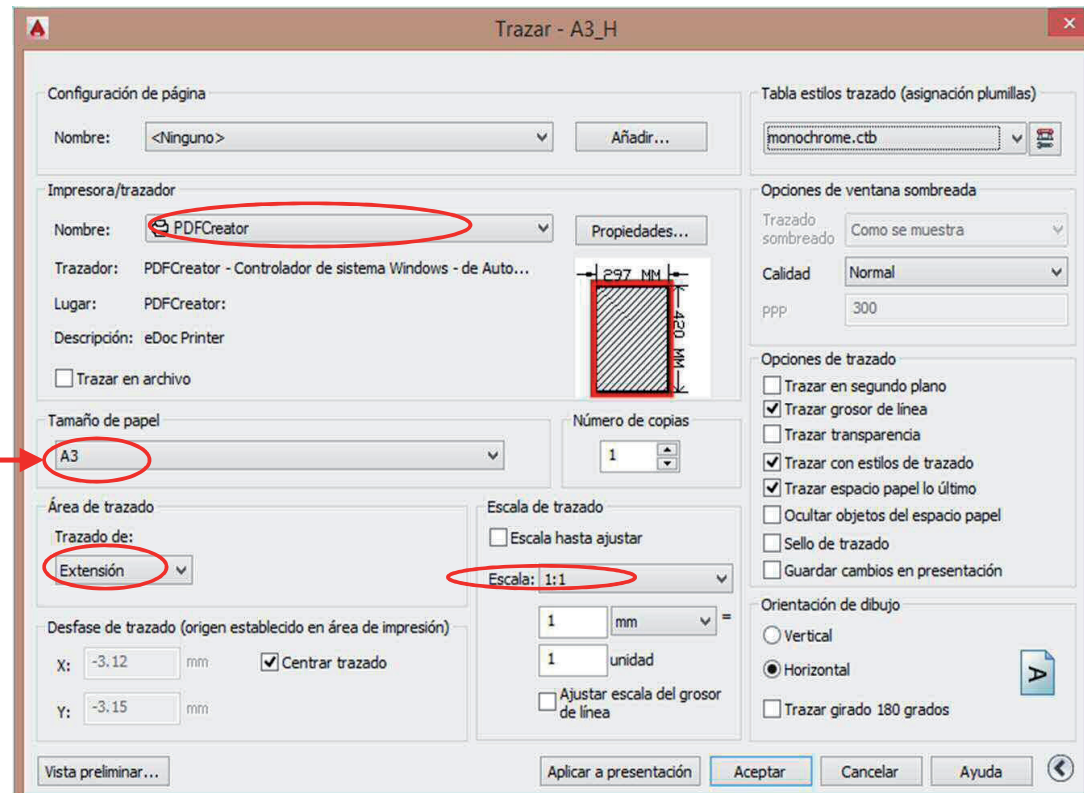 Trazar - A3_H
Configuración de página
Nombre: <Ninguno> Añadir...
Impresora/trazador
Nombre: PDFCreator Propiedades...
Trazador: PDFCreator - Controlador de sistema Windows - de Auto...
Lugar: PDFCreator:
Descripción: eDoc Printer
Trazar en archivo
297 MM
420 MM
Tamaño de papel
A3
Número de copias
1
Área de trazado
Trazado de:
Extensión
Escala de trazado
Escala hasta ajustar
Escala: 1:1
1 mm =
1 unidad
Ajustar escala del grosor
de línea
Desfase de trazado (origen establecido en área de impresión)
X: -3.12 mm Centrar trazado
Y: -3.15 mm
Tabla estilos trazado (asignación plumillas)
monochrome.ctb
Opciones de ventana sombreada
Trazado
sombreado Como se muestra
Calidad Normal
PPP 300
Opciones de trazado
Trazar en segundo plano
Trazar grosor de línea
Trazar transparencia
Trazar con estilos de trazado
Trazar espacio papel lo último
Ocultar objetos del espacio papel
Sello de trazado
Guardar cambios en presentación
Orientación de dibujo
Vertical
Horizontal
A
Trazar girado 180 grados
Vista preliminar... Aplicar a presentación Aceptar Cancelar Ayuda